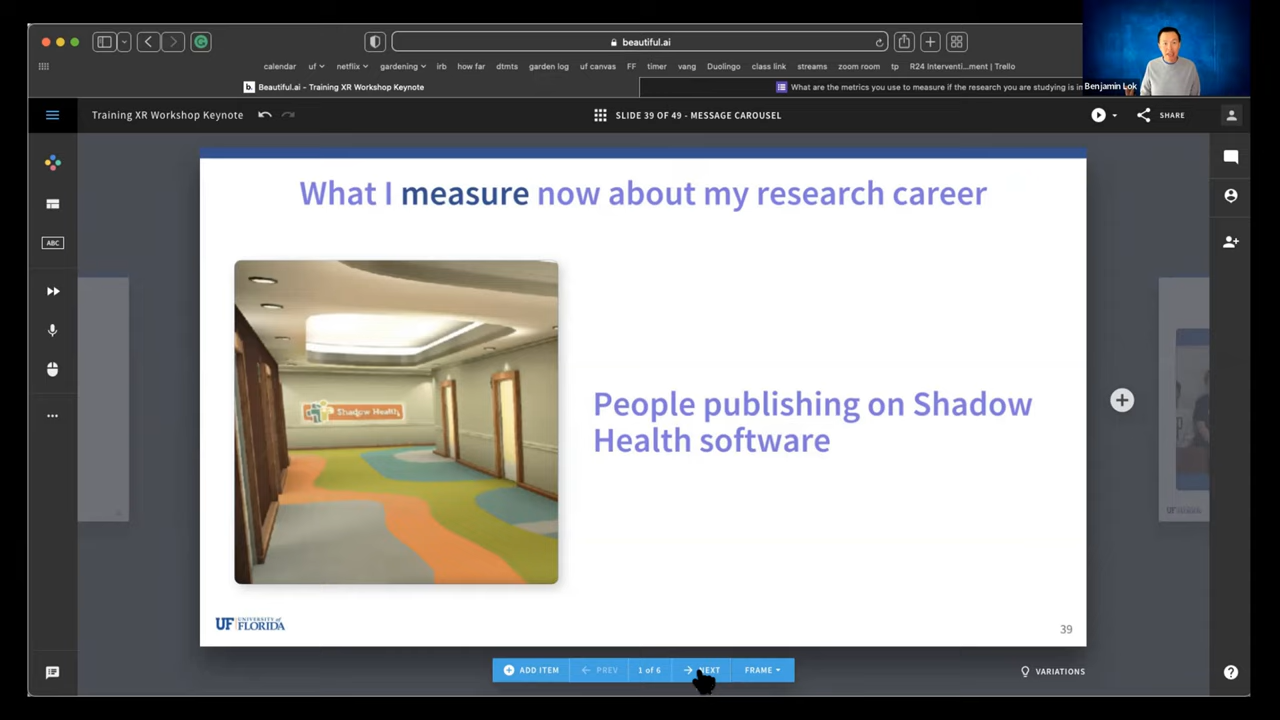 beautiful.ai
calendar
uf
netflix
gardening
irb
how far
dtmts
garden log
uf canvas
FF
timer
vang
Duolingo
class link
streams
zoom room
tp
R24 Interventi...ment | Trello
b. Beautiful.ai - Training XR Workshop Keynote
What are the metrics you use to measure if the research you are studying is in
Benjamin Lok
Training XR Workshop Keynote
SLIDE 39 OF 49 - MESSAGE CAROUSEL
SHARE
ABC
What I measure now about my research career
Shadow Health
People publishing on Shadow
Health software
UF UNIVERSITY of
FLORIDA
39
UF
ADD ITEM
PREV
1 of 6
NEXT
FRAME
VARIATIONS
?